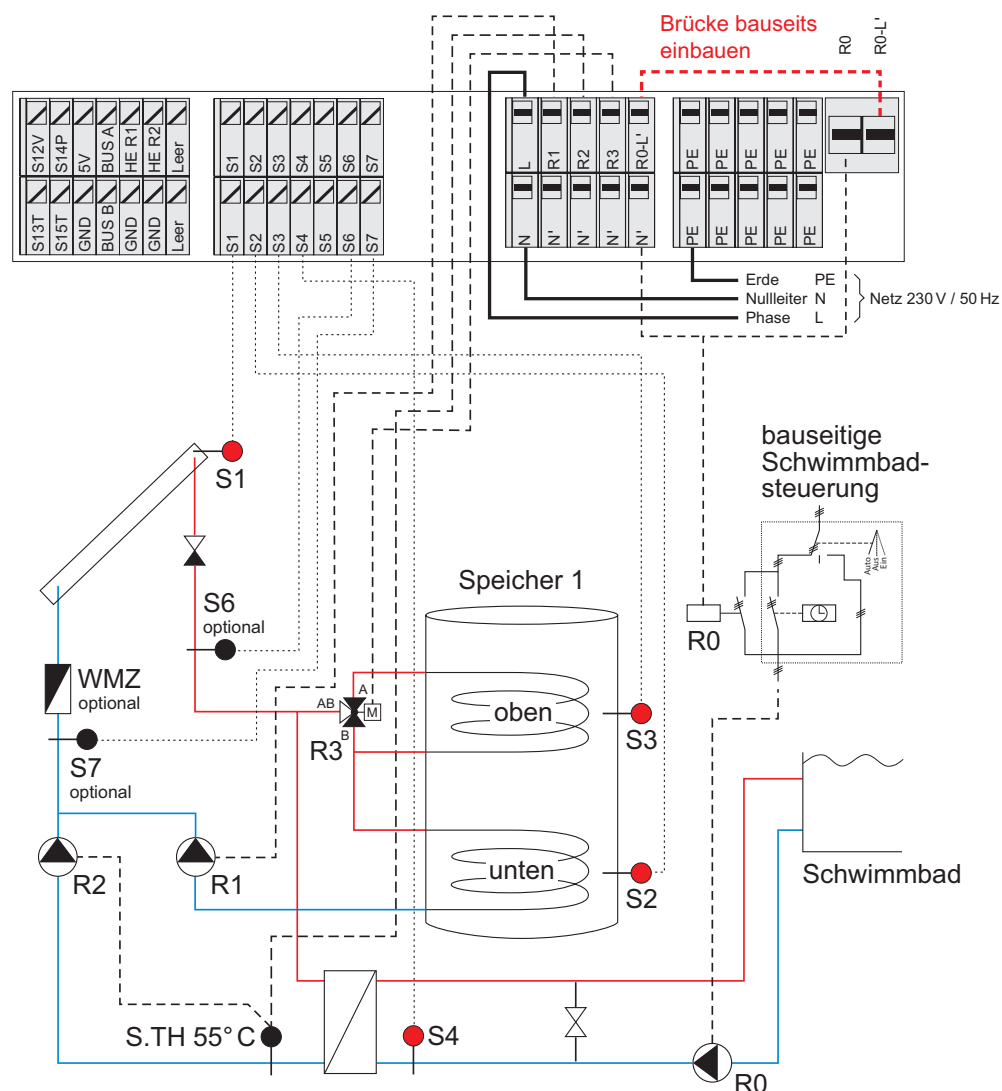 Brücke bauseits
einbauen
R0
R0-L'
S12V
S14P
5V
BUS A
HE R1
HE R2
Leer
S1
S2
S3
S4
S5
S6
S7
L
R1
R2
R3
R0-L'
PE
PE
PE
PE
PE
S13T
S15T
GND
BUS B
GND
GND
Leer
S1
S2
S3
S4
S5
S6
S7
N
N'
N'
N'
N'
PE
PE
PE
PE
PE
Erde PE
Nullleiter N
Phase L
Netz 230 V / 50 Hz
bauseitige
Schwimmbad-
steuerung
Auto
Aus
Ein
R0
S1
Speicher 1
S6
optional
WMZ
optional
A
AB
M
B
R3
oben
S3
S7
optional
R2
R1
unten
S2
Schwimmbad
S.TH 55° C
S4
R0